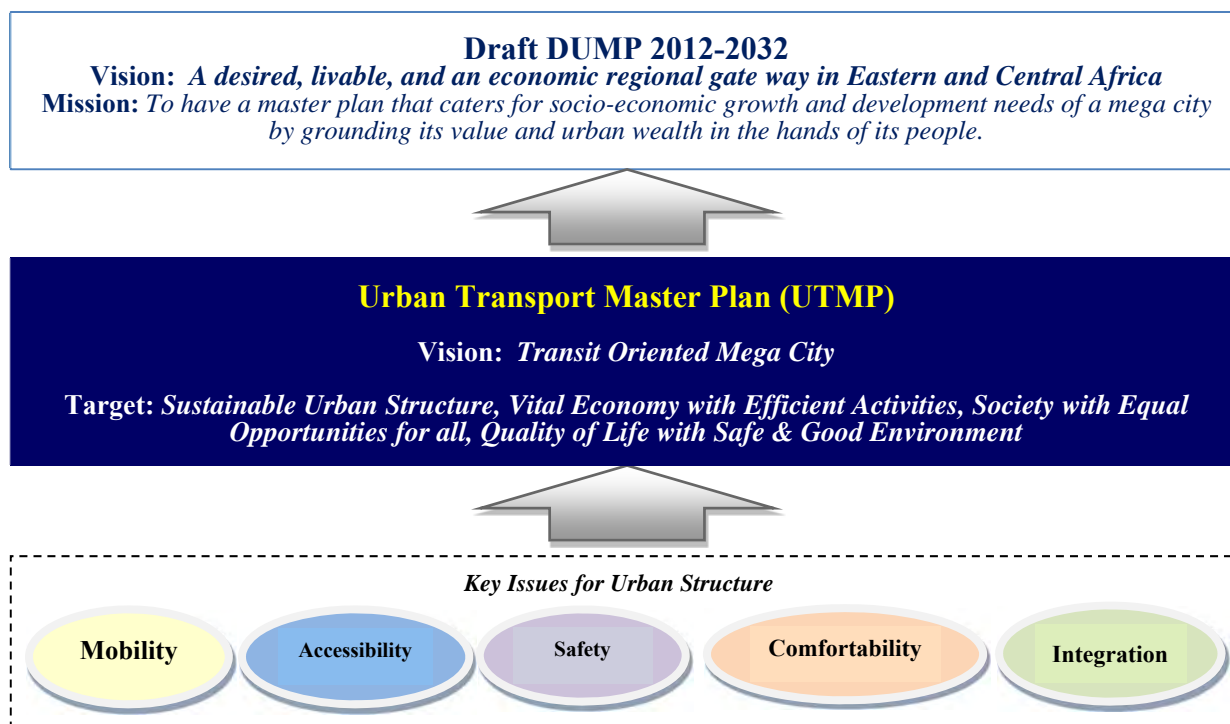 Draft DUMP 2012-2032
Vision: A desired, livable, and an economic regional gate way in Eastern and Central Africa
Mission: To have a master plan that caters for socio-economic growth and development needs of a mega city
by grounding its value and urban wealth in the hands of its people.
Urban Transport Master Plan (UTMP)
Vision: Transit Oriented Mega City
Target: Sustainable Urban Structure, Vital Economy with Efficient Activities, Society with Equal
Opportunities for all, Quality of Life with Safe & Good Environment
Key Issues for Urban Structure
Mobility
Accessibility
Safety
Comfortability
Integration